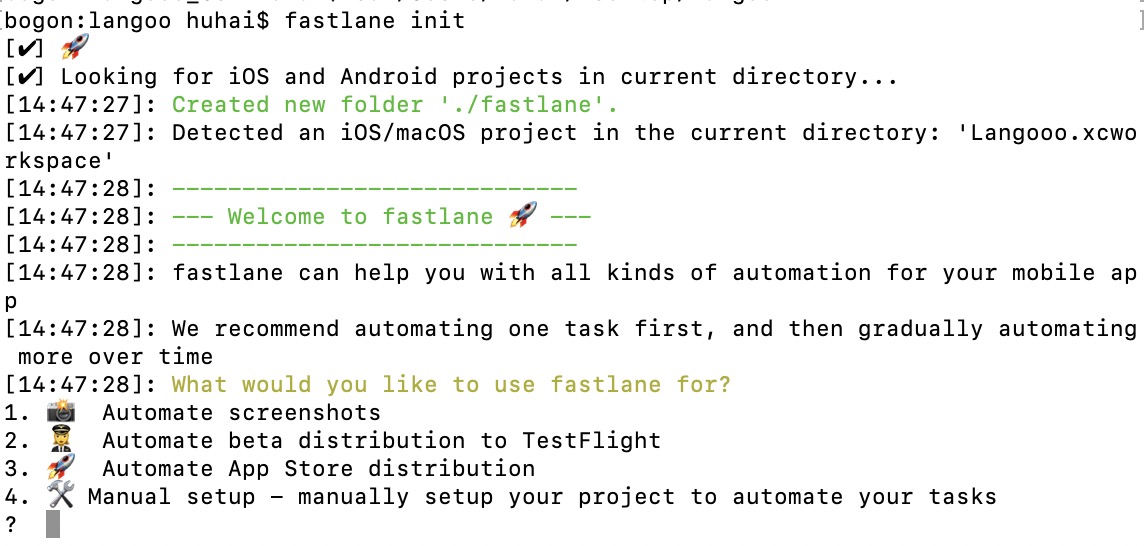 bogon:langoo huhai$ fastlane init
[✔] 🚀
[✔] Looking for iOS and Android projects in current directory...
[14:47:27]: Created new folder './fastlane'.
[14:47:27]: Detected an iOS/macOS project in the current directory: 'Langooo.xcwo
rkspace'
[14:47:28]: -----------------------------
[14:47:28]: --- Welcome to fastlane 🚀 ---
[14:47:28]: -----------------------------
[14:47:28]: fastlane can help you with all kinds of automation for your mobile ap
p
[14:47:28]: We recommend automating one task first, and then gradually automating
 more over time
[14:47:28]: What would you like to use fastlane for?
1. 📸  Automate screenshots
2. 👩‍✈️  Automate beta distribution to TestFlight
3. 🚀  Automate App Store distribution
4. 🛠 Manual setup - manually setup your project to automate your tasks
?